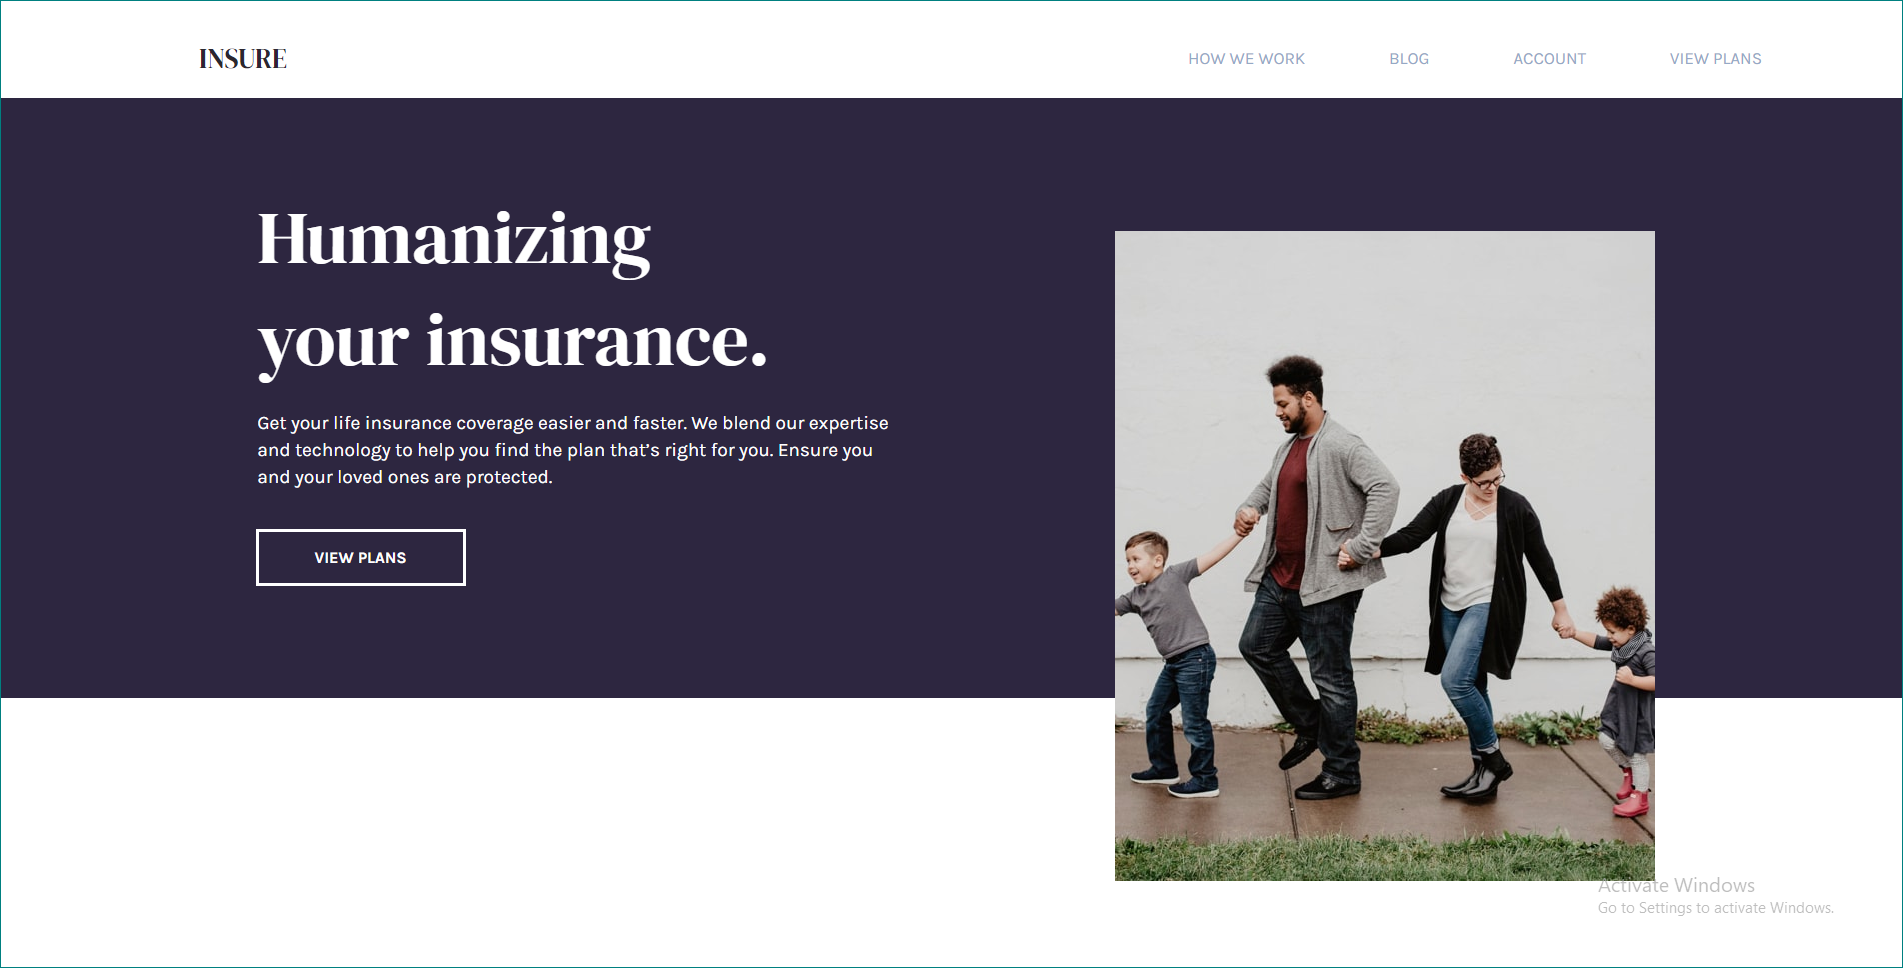 INSURE
HOW WE WORK
BLOG
ACCOUNT
VIEW PLANS
Humanizing
your insurance.
Get your life insurance coverage easier and faster. We blend our expertise
and technology to help you find the plan that’s right for you. Ensure you
and your loved ones are protected.
VIEW PLANS
Activate Windows
Go to Settings to activate Windows.